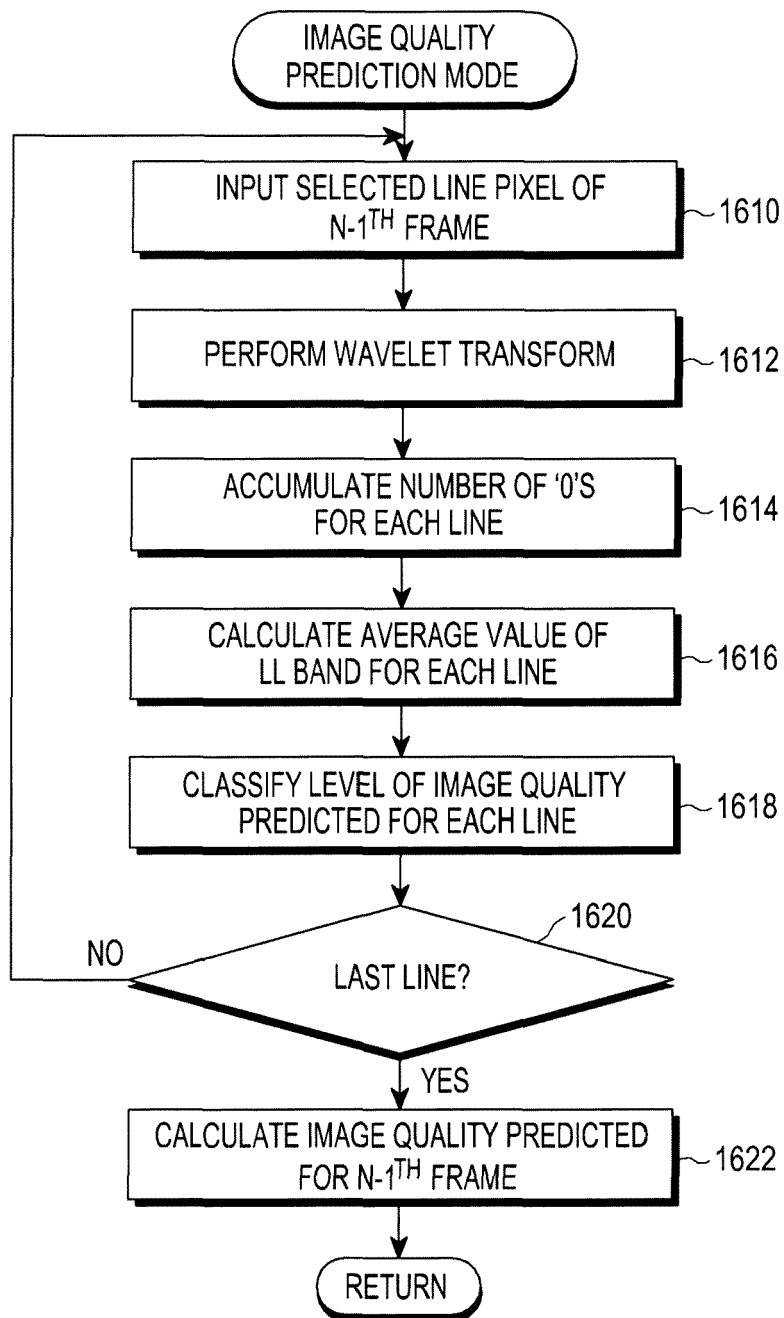 IMAGE QUALITY
PREDICTION MODE
INPUT SELECTED LINE PIXEL OF
N-1TH FRAME
1610
PERFORM WAVELET TRANSFORM
1612
ACCUMULATE NUMBER OF '0'S
FOR EACH LINE
1614
CALCULATE AVERAGE VALUE OF
LL BAND FOR EACH LINE
1616
CLASSIFY LEVEL OF IMAGE QUALITY
PREDICTED FOR EACH LINE
1618
1620
NO
LAST LINE?
YES
CALCULATE IMAGE QUALITY PREDICTED
FOR N-1TH FRAME
1622
RETURN